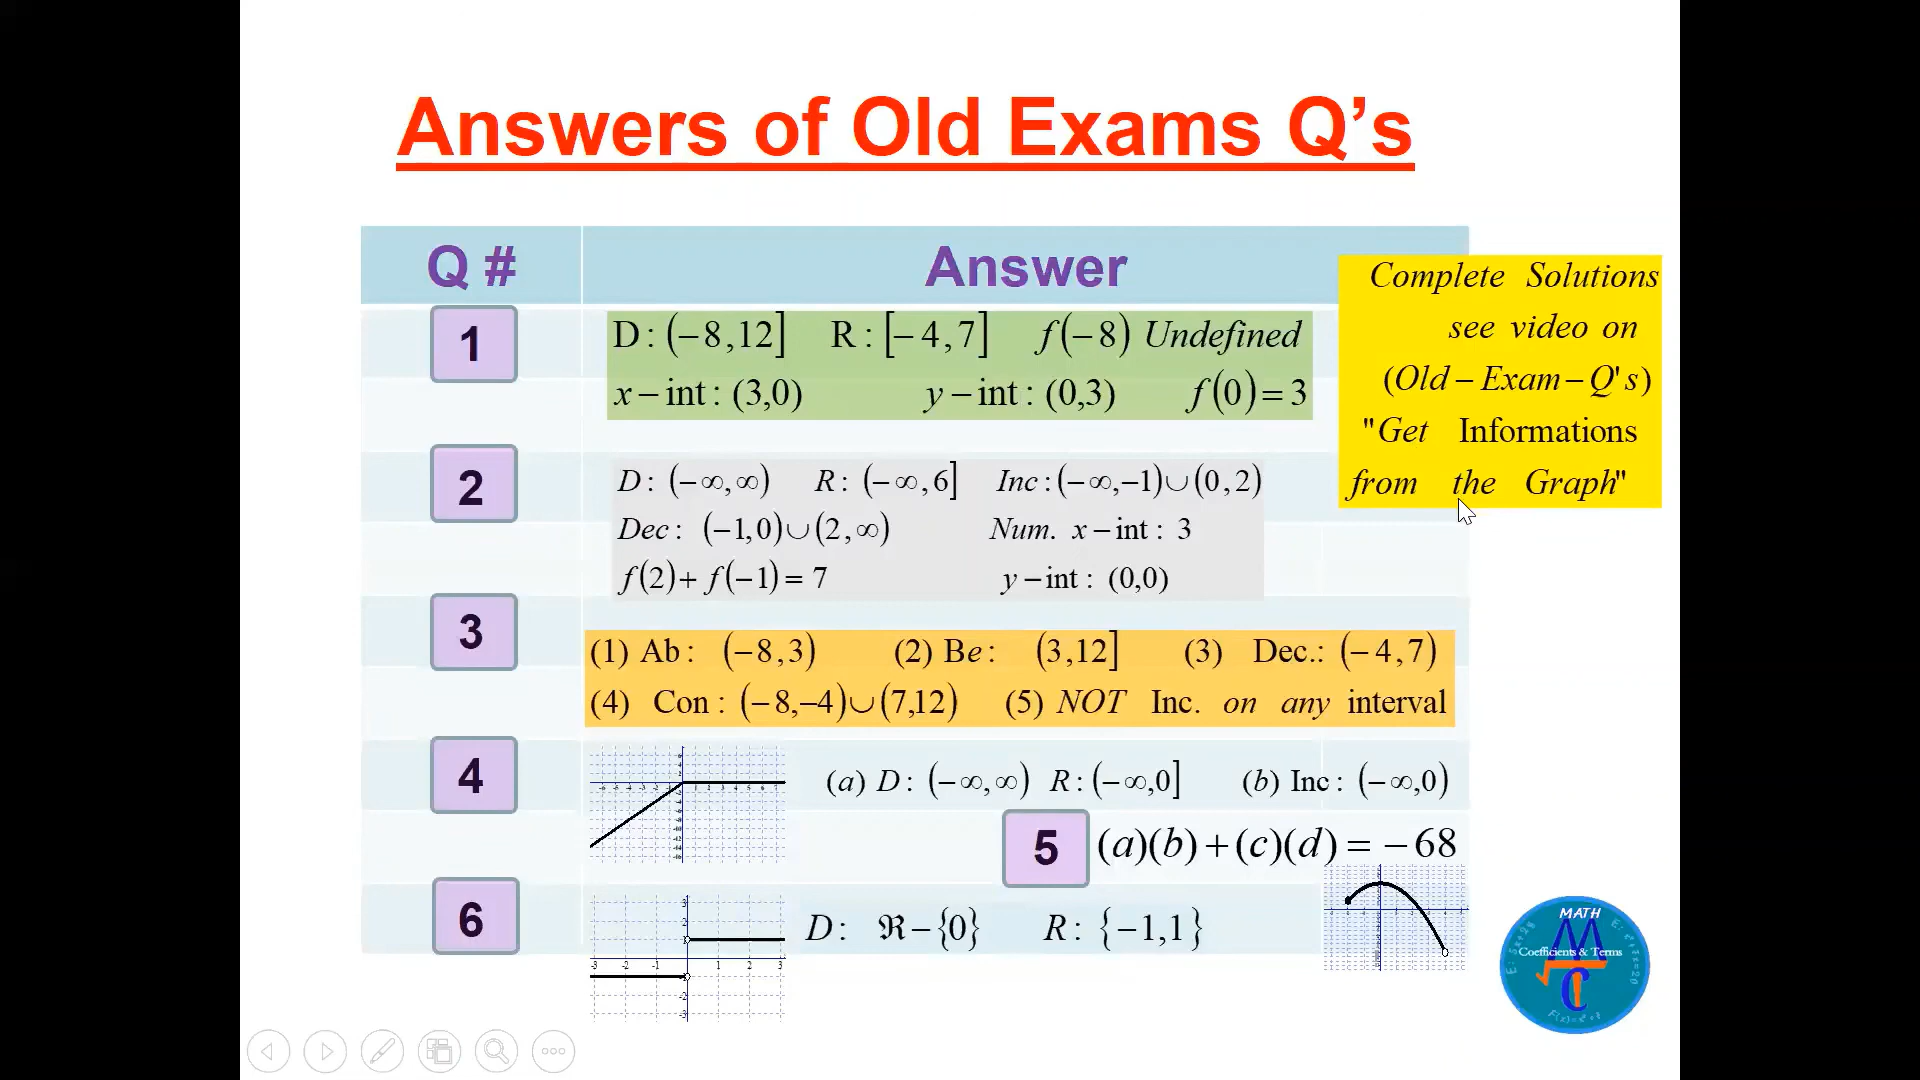 Answers of Old Exams Q’s
Q #
Answer
Complete Solutions
see video on
(Old – Exam – Q's)
"Get Informations
from the Graph"
1
D : (−8,12] R : [−4,7] f(−8) Undefined
x − int : (3,0) y − int : (0,3) f(0) = 3
2
D : (−∞,∞) R : (−∞,6] Inc : (−∞,−1)∪(0,2)
Dec : (−1,0)∪(2,∞) Num. x − int : 3
f(2)+ f(−1) = 7 y − int : (0,0)
3
(1) Ab : (−8,3) (2) Be : (3,12] (3) Dec.: (−4,7)
(4) Con : (−8,−4)∪(7,12) (5) NOT Inc. on any interval
4
(a) D : (−∞,∞) R : (−∞,0] (b) Inc : (−∞,0)
5
(a)(b) + (c)(d) = −68
6
D : ℜ − {0} R : {−1,1}
MATH
Coefficients & Terms